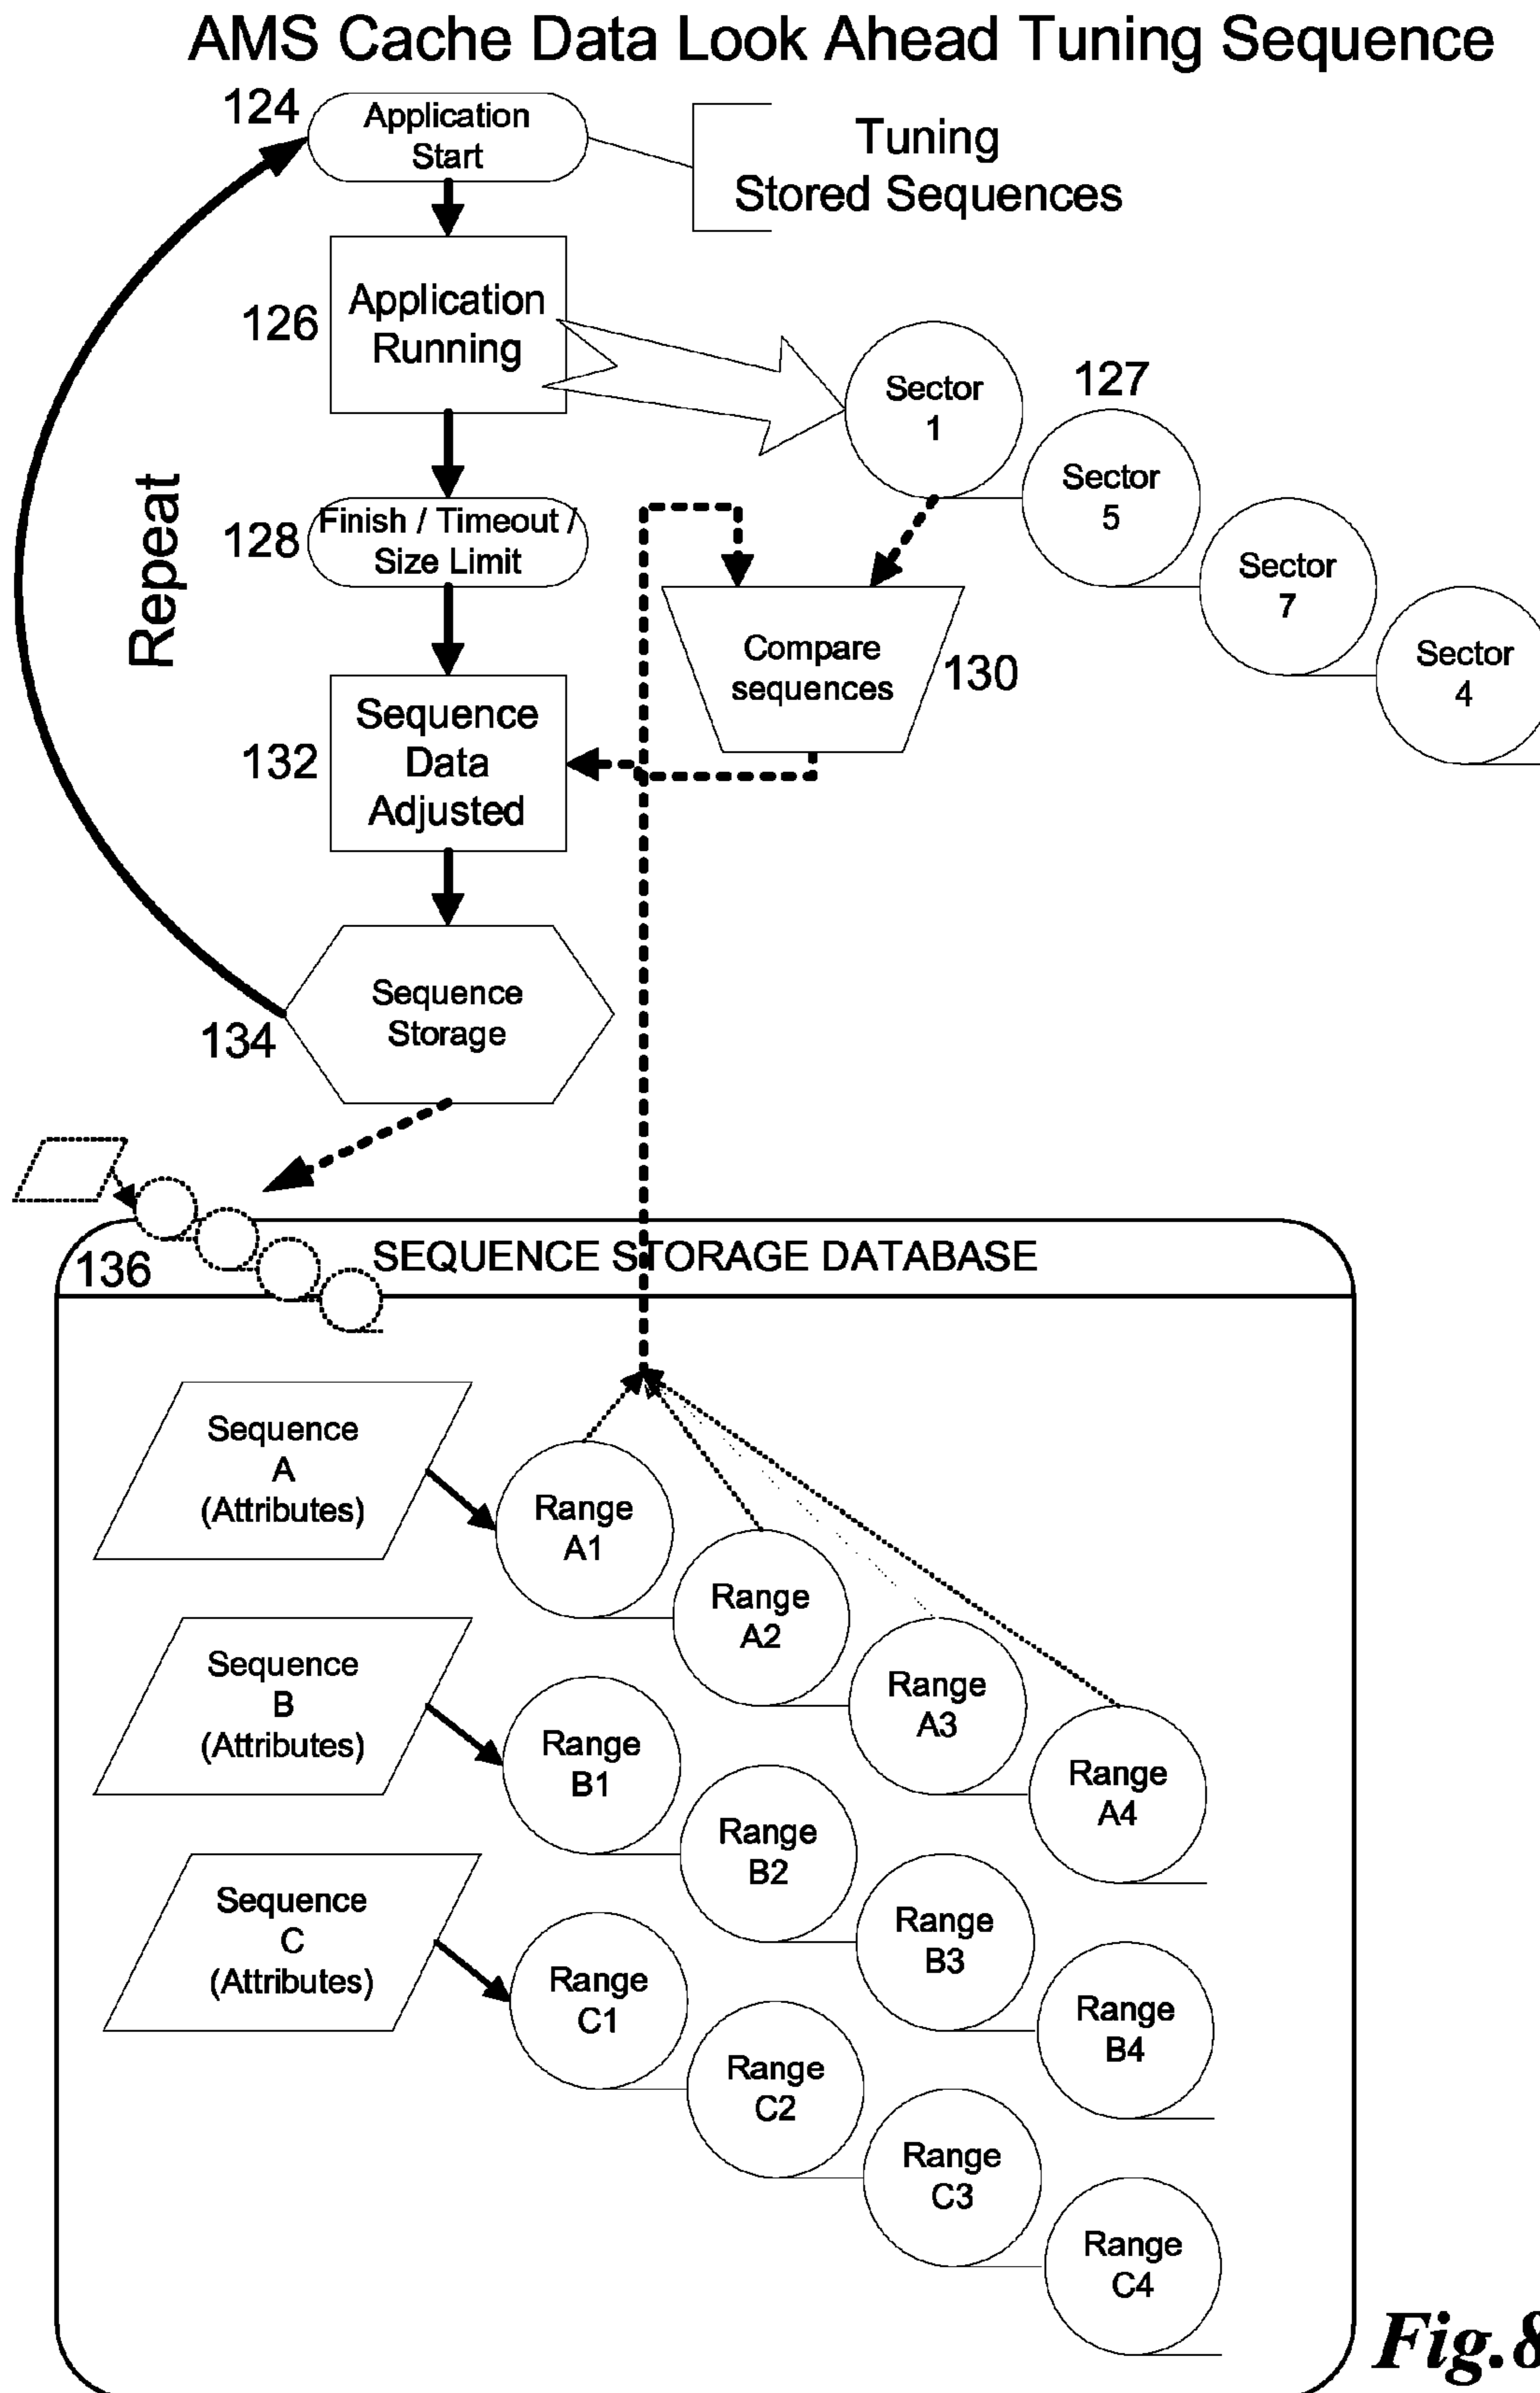 AMS Cache Data Look Ahead Tuning Sequence
124
Application
Start
Tuning
Stored Sequences
126
Application
Running
Sector
1
127
Sector
5
Sector
7
Sector
4
Repeat
128
Finish / Timeout /
Size Limit
Compare
sequences
130
132
Sequence
Data
Adjusted
134
Sequence
Storage
136
SEQUENCE STORAGE DATABASE
Sequence
A
(Attributes)
Range
A1
Range
A2
Range
A3
Range
A4
Sequence
B
(Attributes)
Range
B1
Range
B2
Range
B3
Range
B4
Sequence
C
(Attributes)
Range
C1
Range
C2
Range
C3
Range
C4
Fig.8